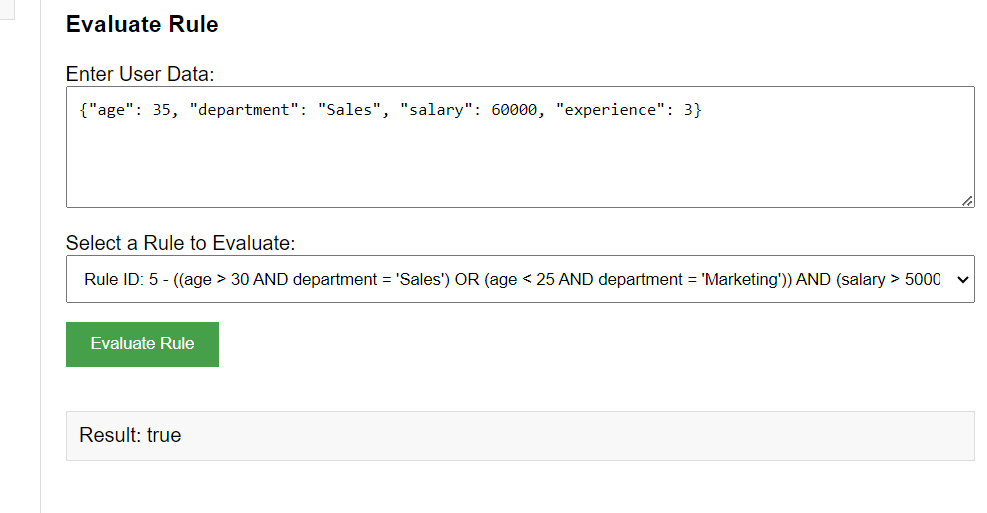 Evaluate Rule
Enter User Data:
{"age": 35, "department": "Sales", "salary": 60000, "experience": 3}
Select a Rule to Evaluate:
Rule ID: 5 - ((age > 30 AND department = 'Sales') OR (age < 25 AND department = 'Marketing')) AND (salary > 5000
Evaluate Rule
Result: true